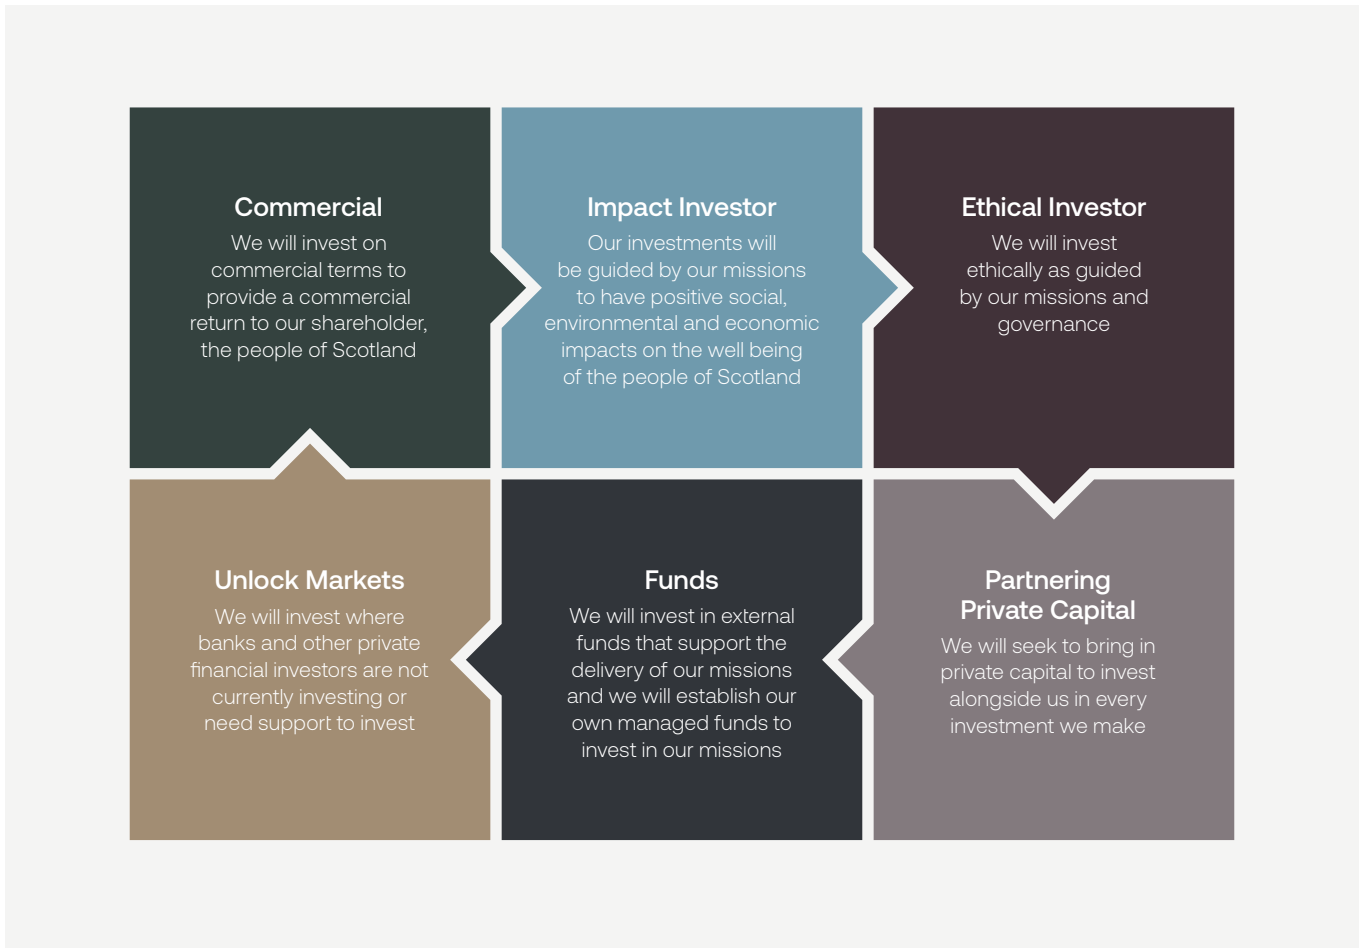 Commercial
We will invest on
commercial terms to
provide a commercial
return to our shareholder,
the people of Scotland
Impact Investor
Our investments will
be guided by our missions
to have positive social,
environmental and economic
impacts on the well being
of the people of Scotland
Ethical Investor
We will invest
ethically as guided
by our missions and
governance
Unlock Markets
We will invest where
banks and other private
financial investors are not
currently investing or
need support to invest
Funds
We will invest in external
funds that support the
delivery of our missions
and we will establish our
own managed funds to
invest in our missions
Partnering
Private Capital
We will seek to bring in
private capital to invest
alongside us in every
investment we make